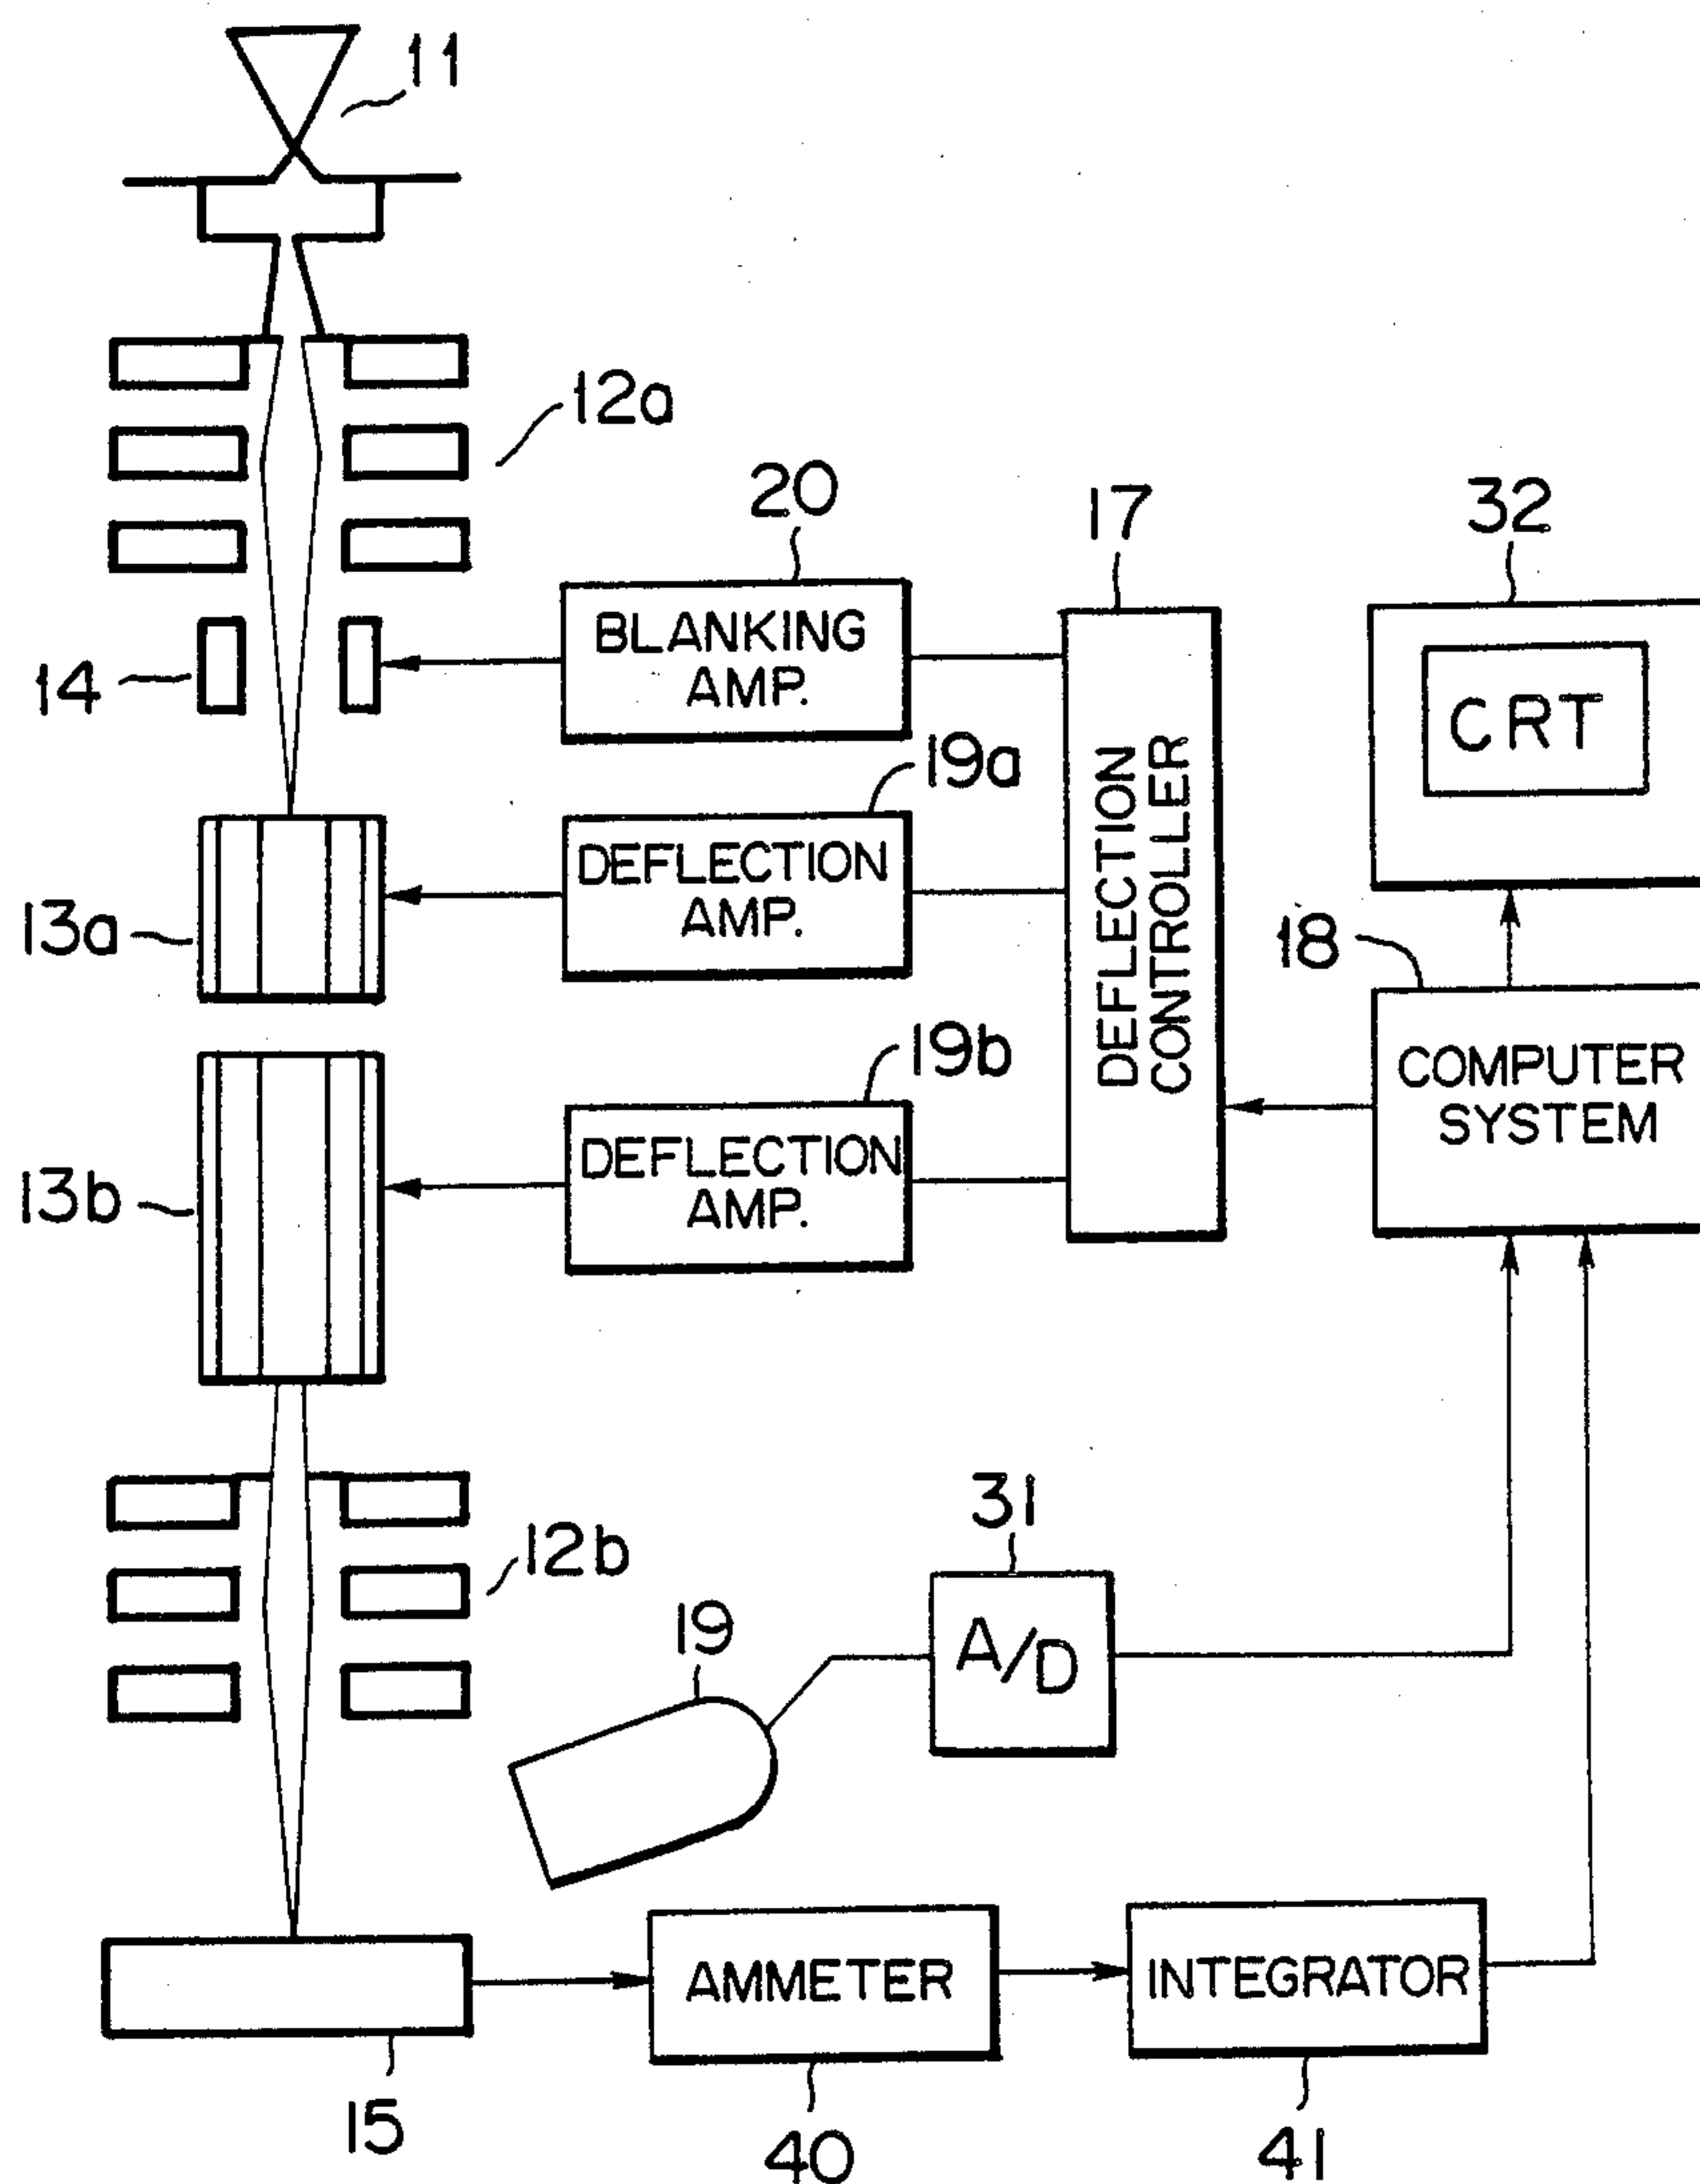 11
12a
20
17
32
BLANKING
AMP.
CRT
14
19a
DEFLECTION
CONTROLLER
DEFLECTION
AMP.
13a
18
19b
COMPUTER
SYSTEM
DEFLECTION
AMP.
13b
31
12b
19
A/D
AMMETER
INTEGRATOR
15
40
41